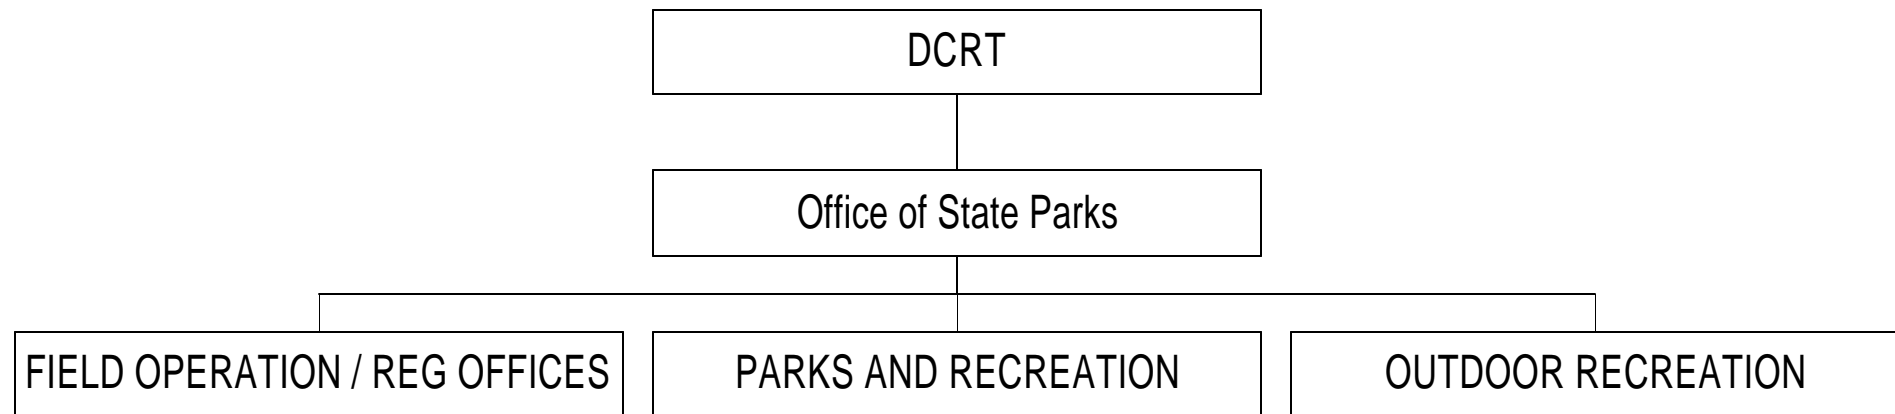 DCRT
Office of State Parks
FIELD OPERATION / REG OFFICES
PARKS AND RECREATION
OUTDOOR RECREATION